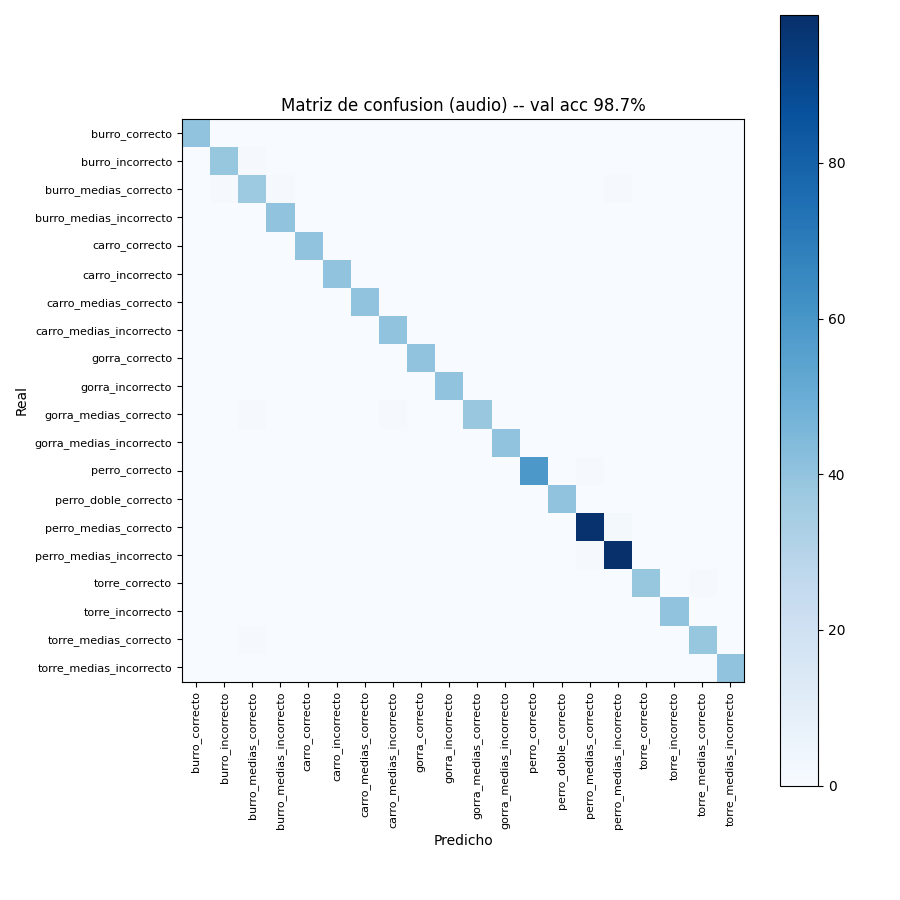 Matriz de confusion (audio) -- val acc 98.7%
Real
burro_correcto
burro_incorrecto
burro_medias_correcto
burro_medias_incorrecto
carro_correcto
carro_incorrecto
carro_medias_correcto
carro_medias_incorrecto
gorra_correcto
gorra_incorrecto
gorra_medias_correcto
gorra_medias_incorrecto
perro_correcto
perro_doble_correcto
perro_medias_correcto
perro_medias_incorrecto
torre_correcto
torre_incorrecto
torre_medias_correcto
torre_medias_incorrecto
burro_correcto
burro_incorrecto
burro_medias_correcto
burro_medias_incorrecto
carro_correcto
carro_incorrecto
carro_medias_correcto
carro_medias_incorrecto
gorra_correcto
gorra_incorrecto
gorra_medias_correcto
gorra_medias_incorrecto
perro_correcto
perro_doble_correcto
perro_medias_correcto
perro_medias_incorrecto
torre_correcto
torre_incorrecto
torre_medias_correcto
torre_medias_incorrecto
Predicho
80
60
40
20
0